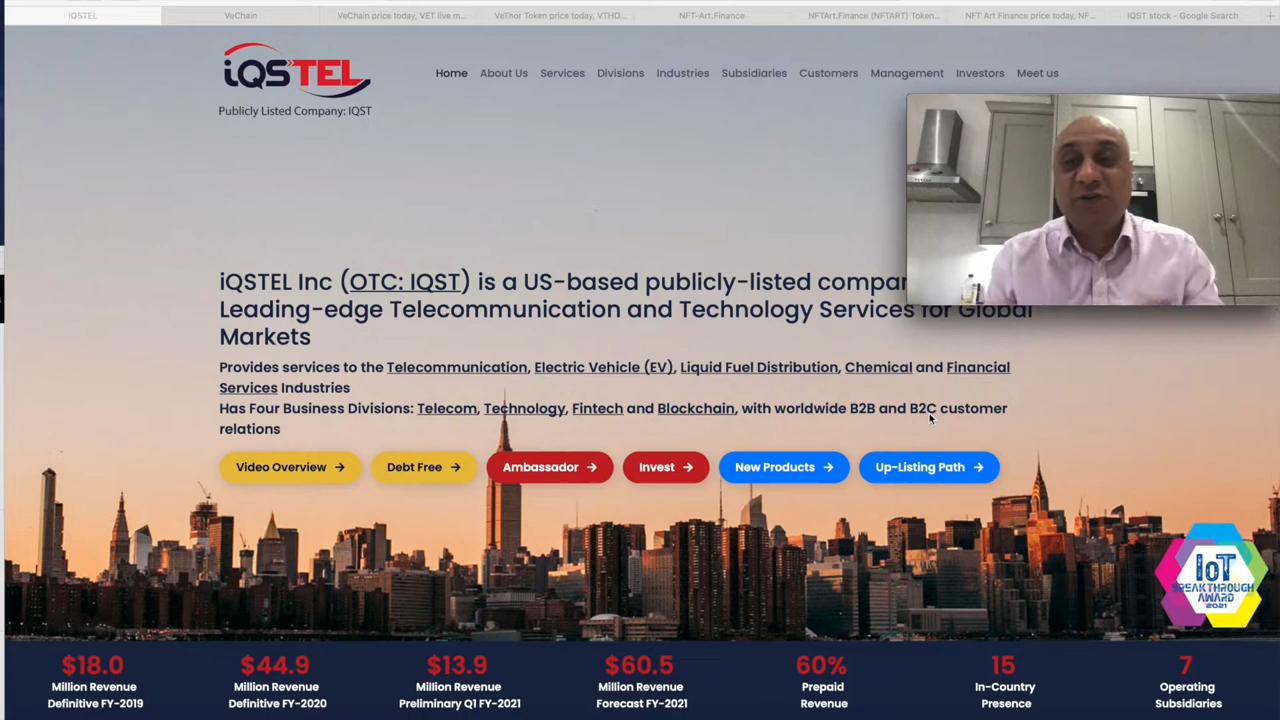 iQSTEL
VeChain
VeChain price today, VET live m...
VeThor Token price today, VTHO...
NFT-Art.Finance
NFTArt.Finance (NFTART) Token...
NFT Art Finance price today, NF...
IQST stock - Google Search
iQSTEL
Publicly Listed Company: IQST
Home
About Us
Services
Divisions
Industries
Subsidiaries
Customers
Management
Investors
Meet us
iQSTEL Inc (OTC: IQST) is a US-based publicly-listed
Leading-edge Telecommunication and Technology Services for Global
Markets
Provides services to the Telecommunication, Electric Vehicle (EV), Liquid Fuel Distribution, Chemical and Financial
Services Industries
Has Four Business Divisions: Telecom, Technology, Fintech and Blockchain, with worldwide B2B and B2C customer
relations
Video Overview →
Debt Free →
Ambassador →
Invest →
New Products →
Up-Listing Path →
IoT
BREAKTHROUGH
AWARD
2021
$18.0
Million Revenue
Definitive FY-2019
$44.9
Million Revenue
Definitive FY-2020
$13.9
Million Revenue
Preliminary Q1 FY-2021
$60.5
Million Revenue
Forecast FY-2021
60%
Prepaid
Revenue
15
In-Country
Presence
7
Operating
Subsidiaries